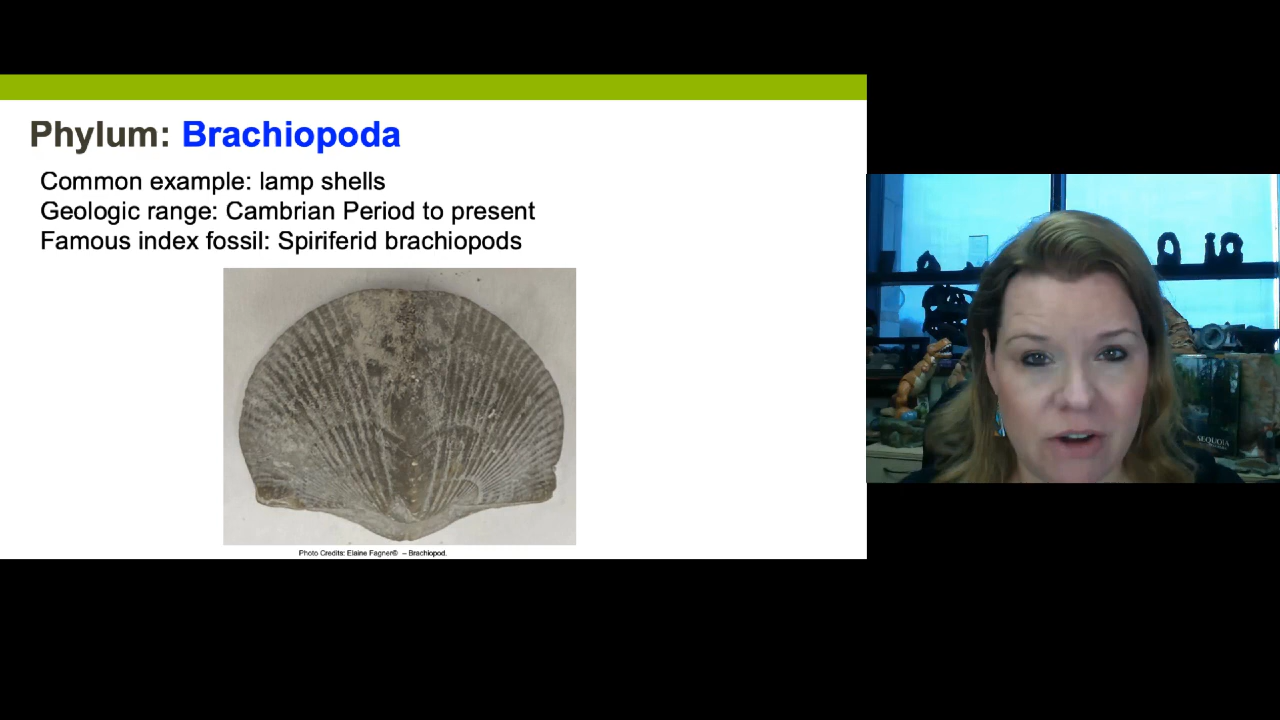 Phylum: Brachiopoda
Common example: lamp shells
Geologic range: Cambrian Period to present
Famous index fossil: Spiriferid brachiopods
Photo Credits: Elaine Fagner© – Brachiopod.
SEQUOIA